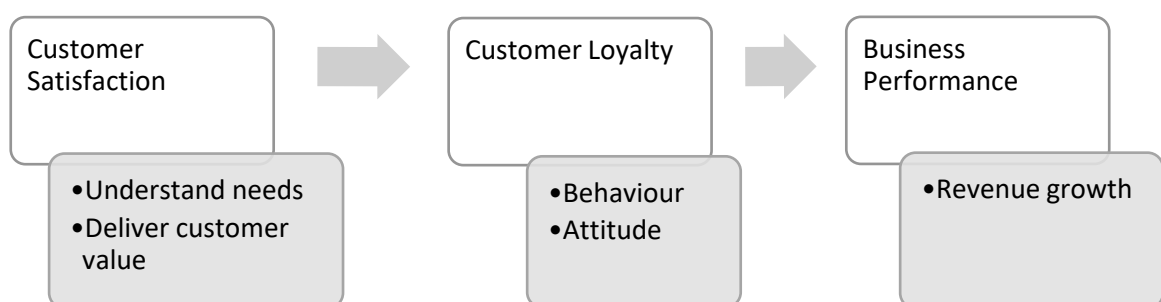 Customer
Satisfaction
•Understand needs
•Deliver customer
value
Customer Loyalty
•Behaviour
•Attitude
Business
Performance
•Revenue growth